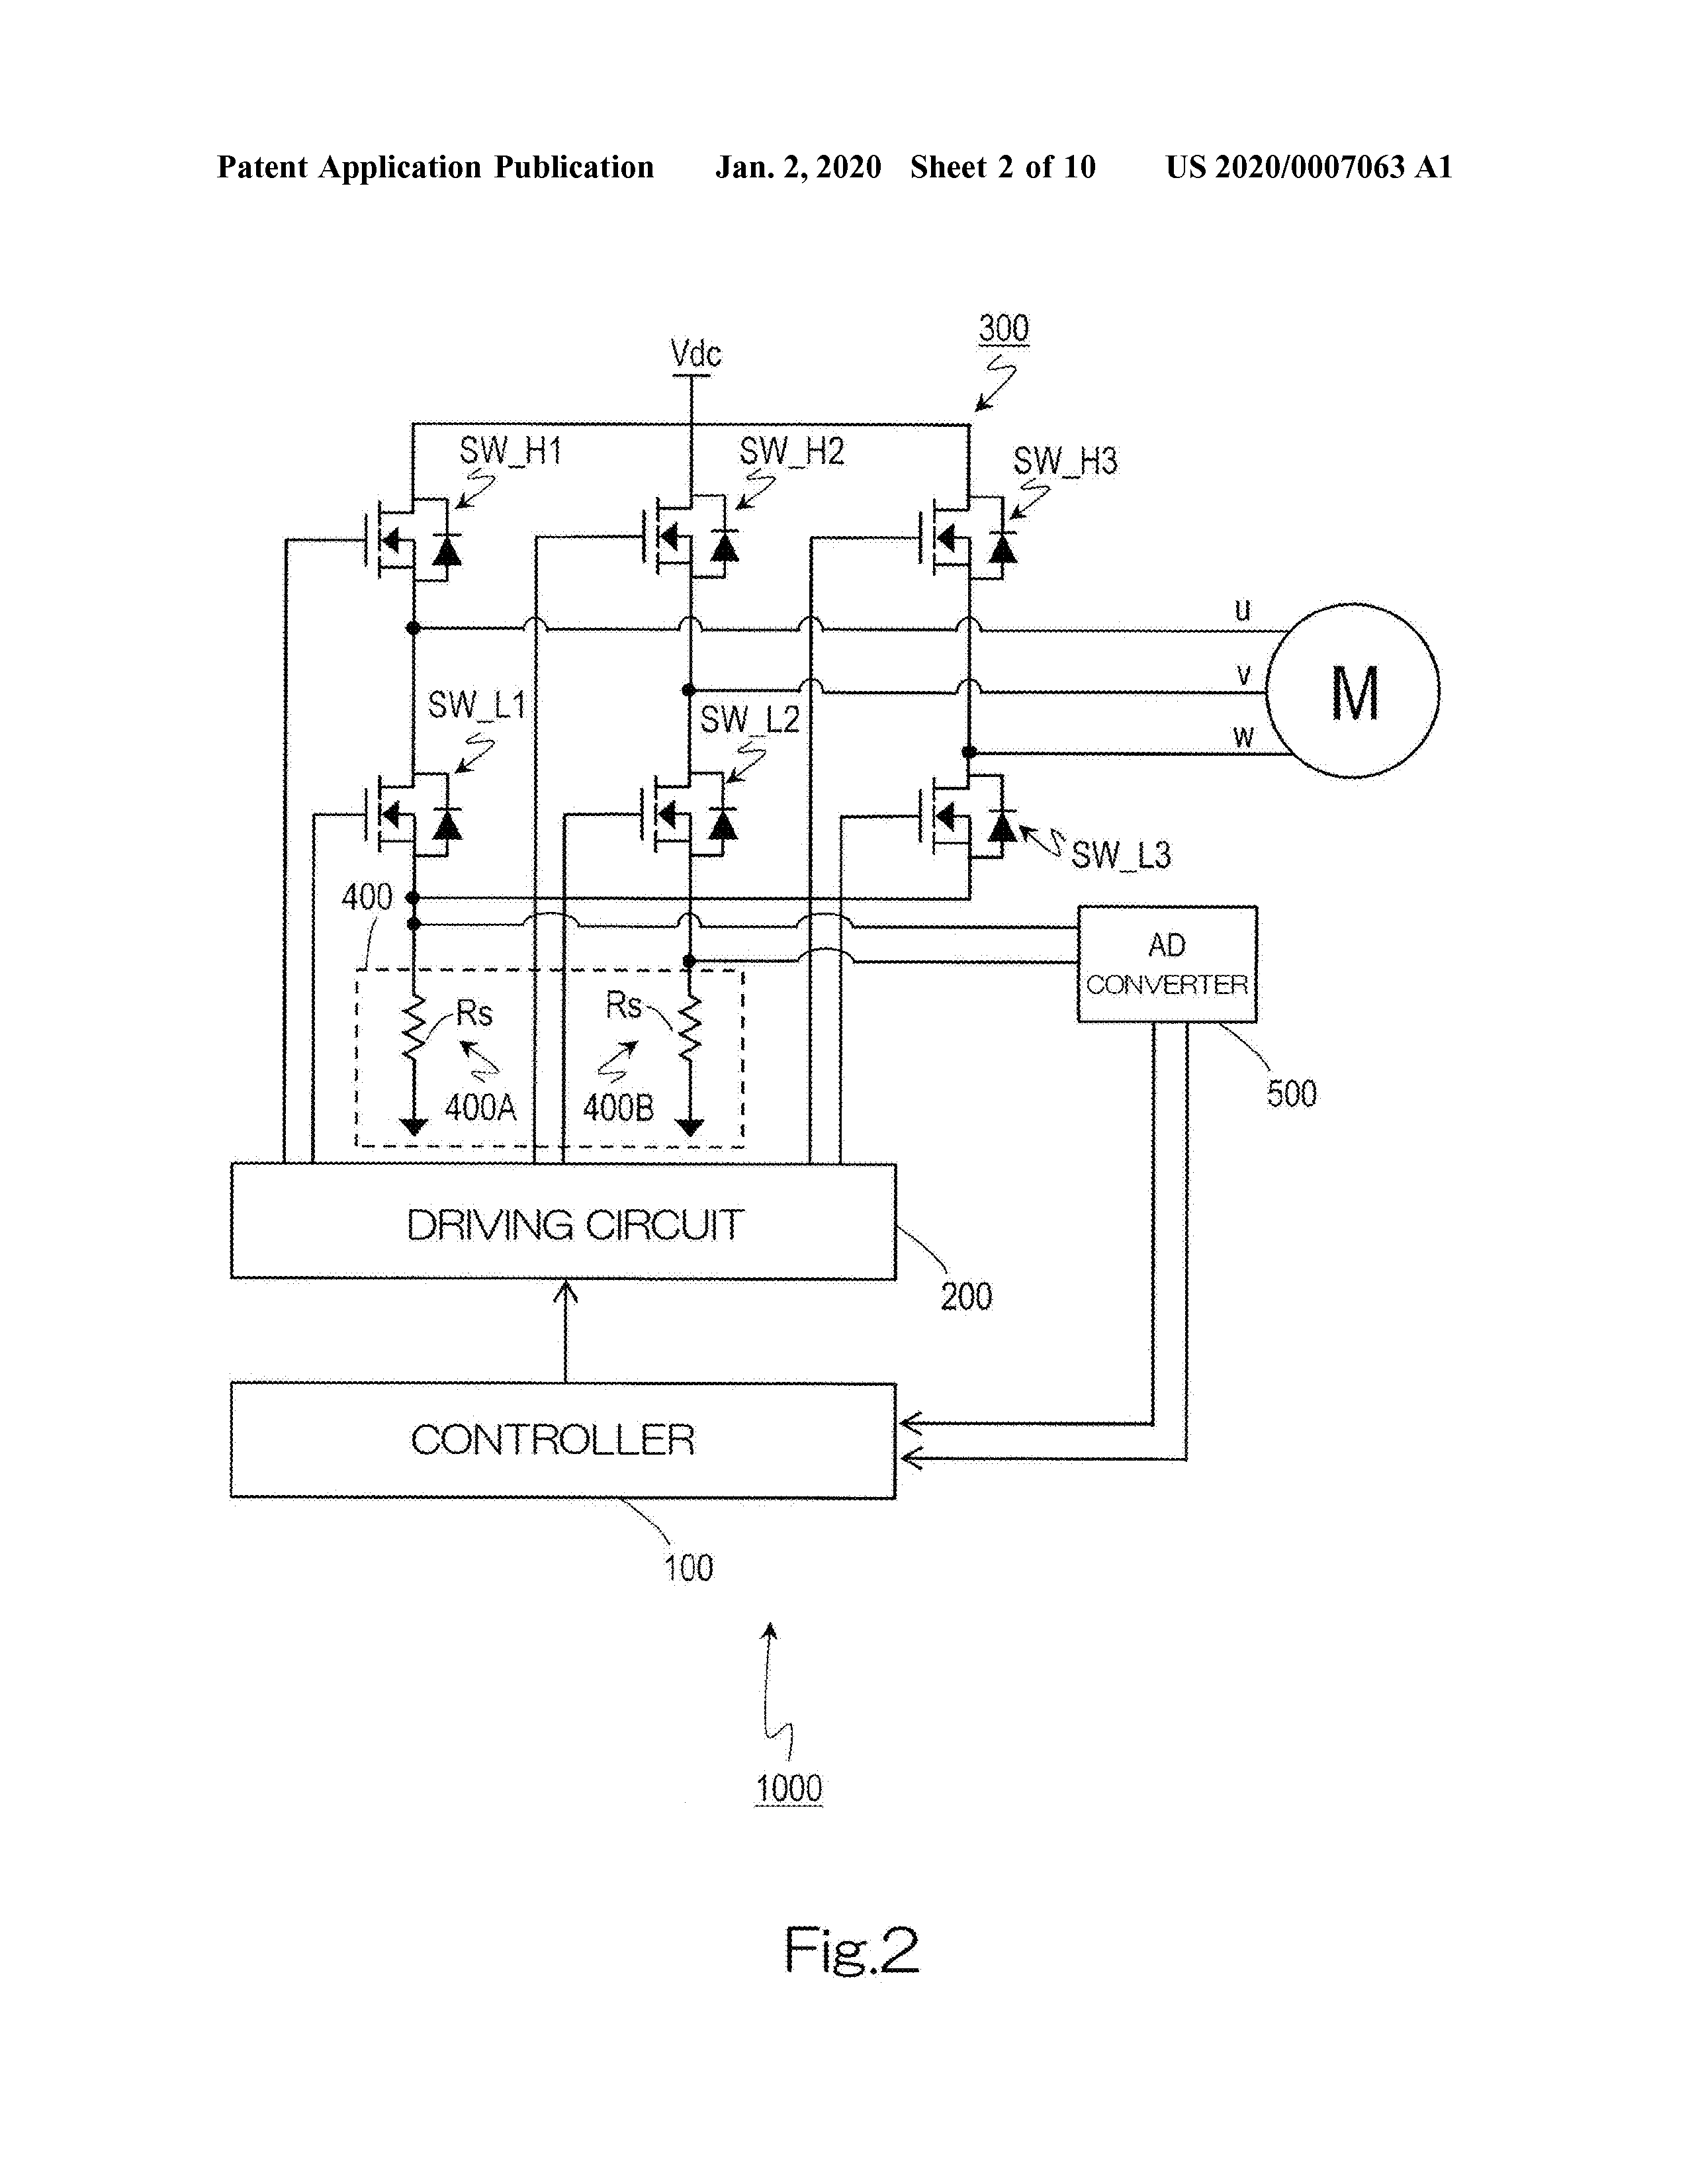 Patent Application Publication Jan. 2, 2020 Sheet 2 of 10 US 2020/0007063 A1
300
Vdc
SW_H1
SW_H2
SW_H3
u
v
w
M
SW_L1
SW_L2
SW_L3
400
AD
CONVERTER
Rs
Rs
400A
400B
500
DRIVING CIRCUIT
200
CONTROLLER
100
1000
Fig.2